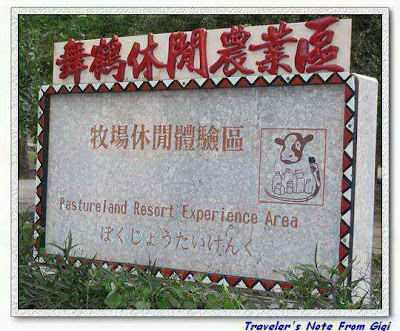 舞鶴休閒農業區
牧場休閒體驗區
Pastureland Resort Experience Area
ぼくじょうたいけんく
Traveler's Note From Gigi